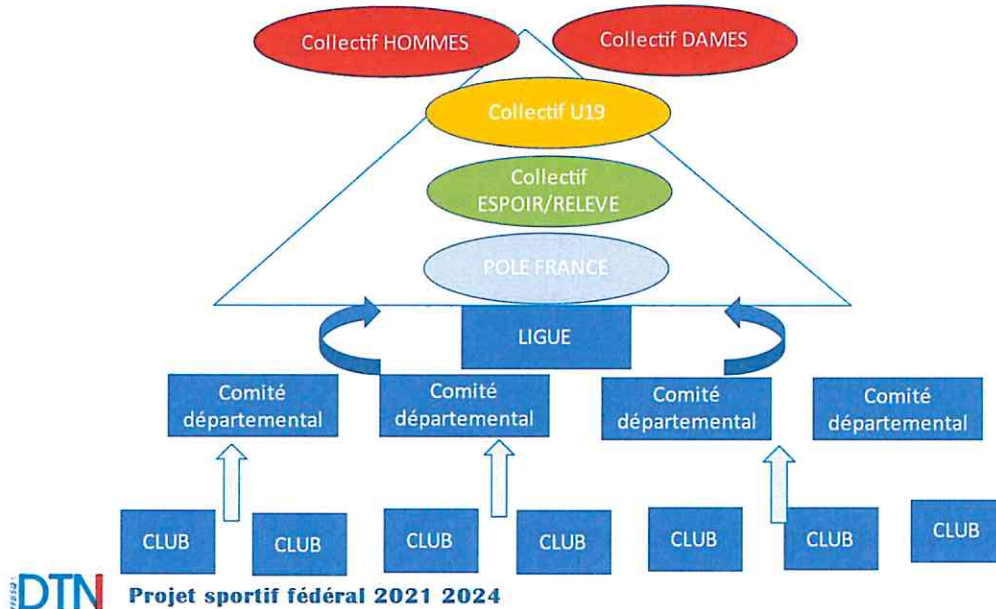 Collectif HOMMES
Collectif DAMES
Collectif U19
Collectif
ESPOIR/RELEVE
POLE FRANCE
LIGUE
Comité
départemental
Comité
départemental
Comité
départemental
Comité
départemental
CLUB
CLUB
CLUB
CLUB
CLUB
CLUB
CLUB
DTN
Projet sportif fédéral 2021 2024